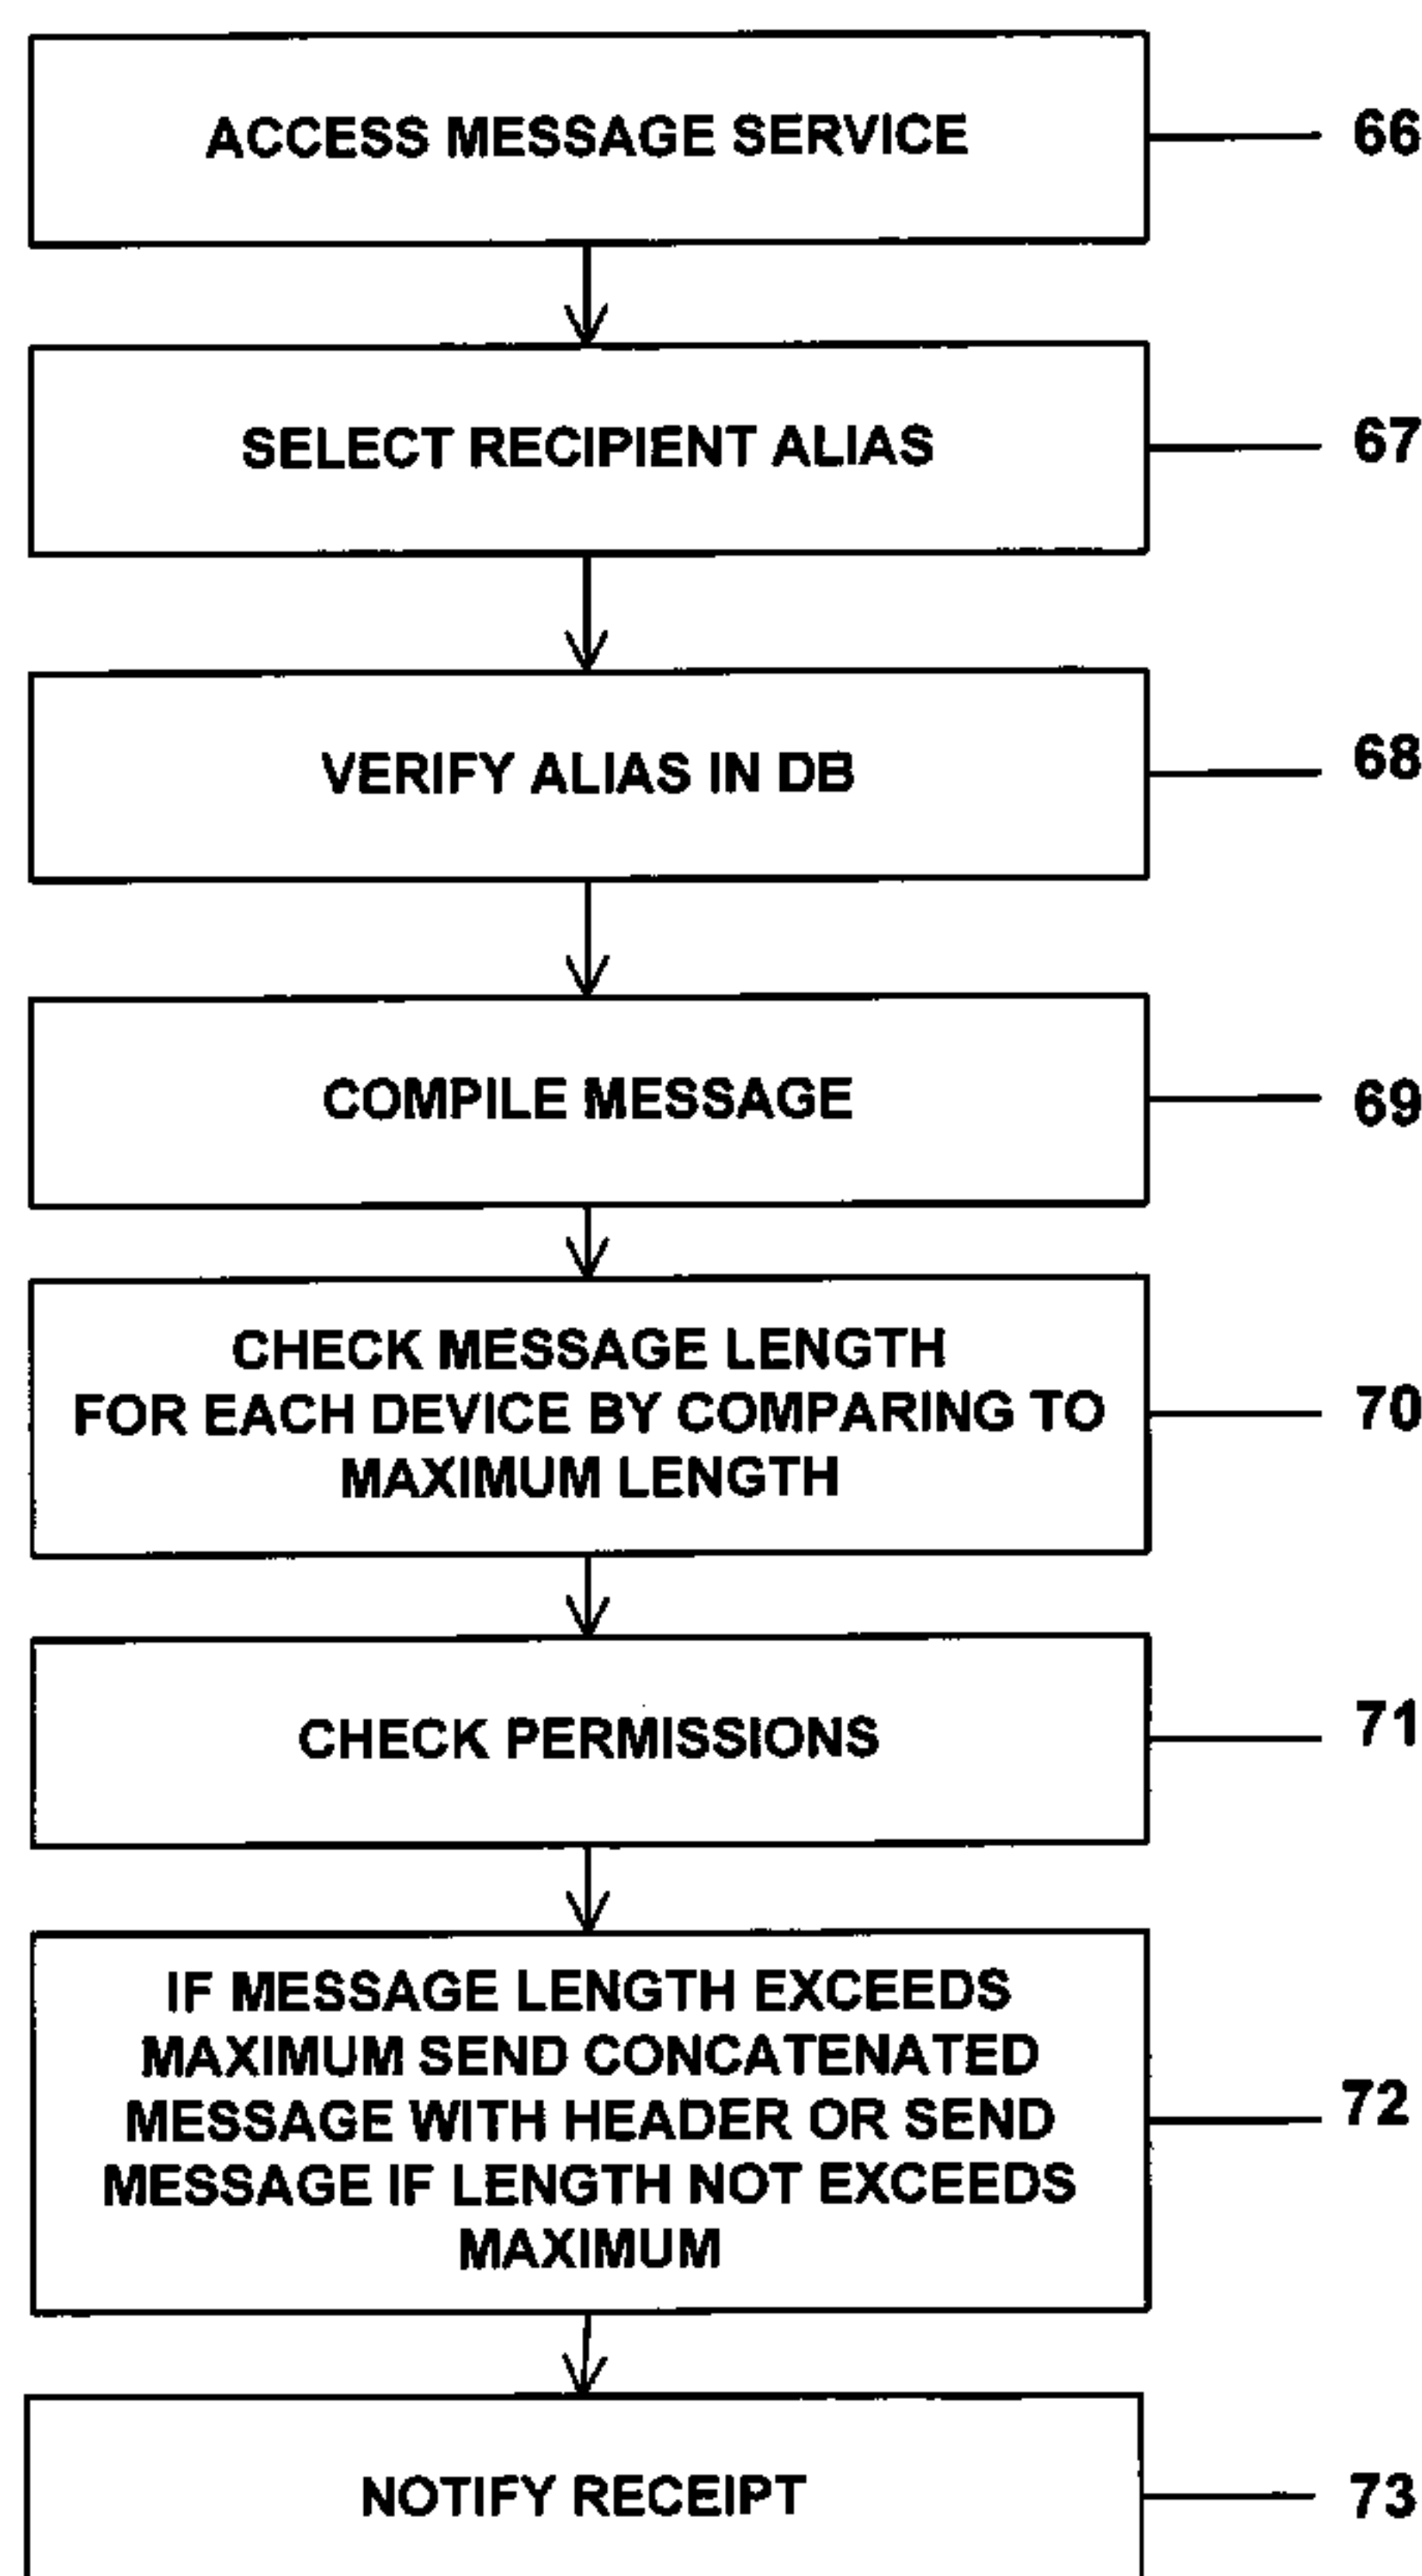 ACCESS MESSAGE SERVICE
66
SELECT RECIPIENT ALIAS
67
VERIFY ALIAS IN DB
68
COMPILE MESSAGE
69
CHECK MESSAGE LENGTH
FOR EACH DEVICE BY COMPARING TO
MAXIMUM LENGTH
70
CHECK PERMISSIONS
71
IF MESSAGE LENGTH EXCEEDS
MAXIMUM SEND CONCATENATED
MESSAGE WITH HEADER OR SEND
MESSAGE IF LENGTH NOT EXCEEDS
MAXIMUM
72
NOTIFY RECEIPT
73